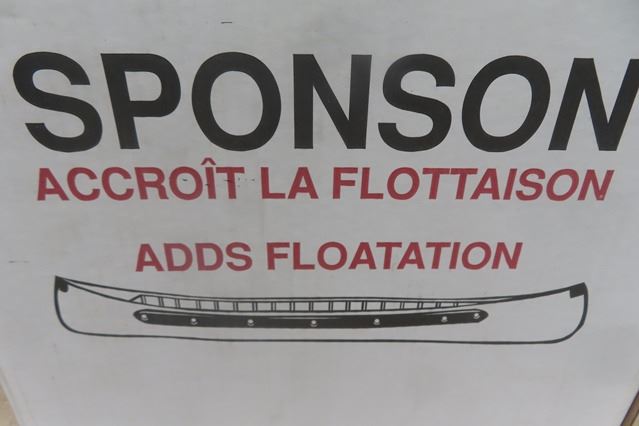 SPONSON
ACCROÎT LA FLOTTAISON
ADDS FLOATATION